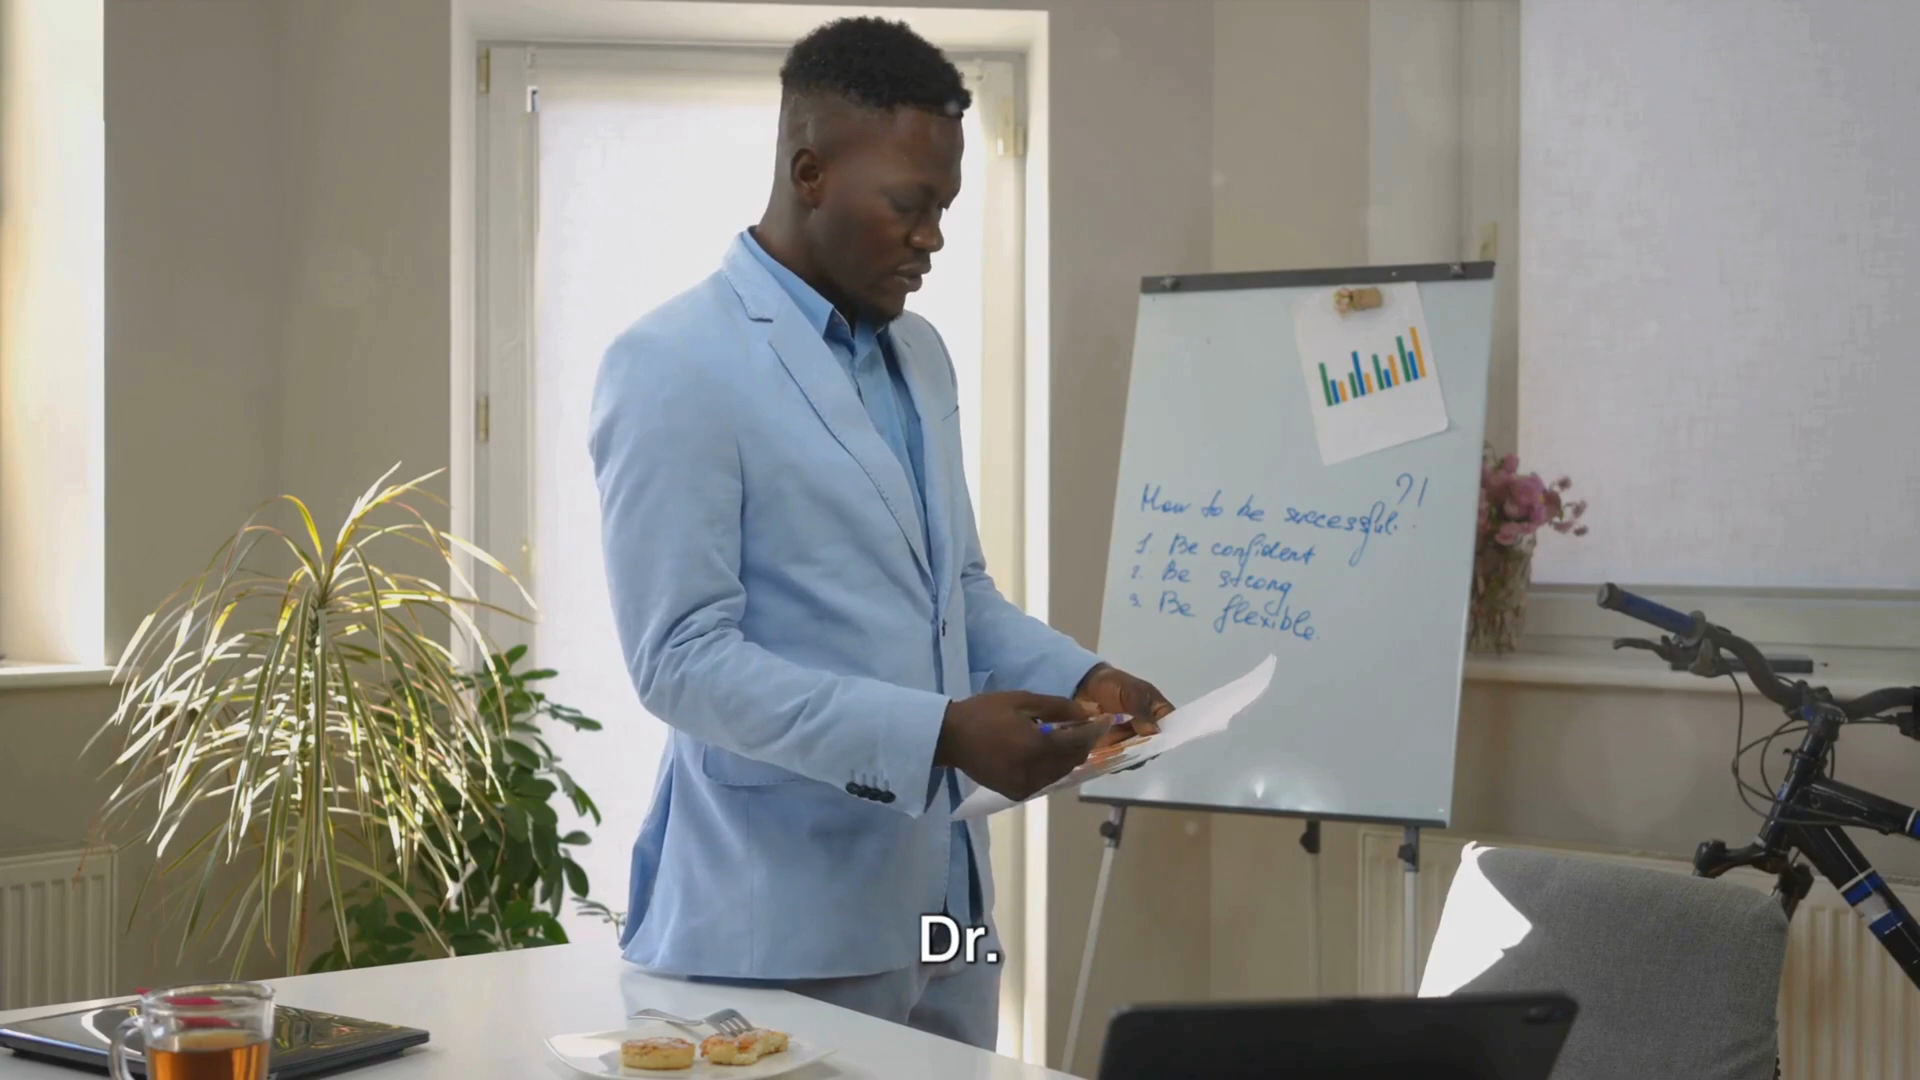 How to be successful?!
1. Be confident
2. Be strong
3. Be flexible.
Dr.